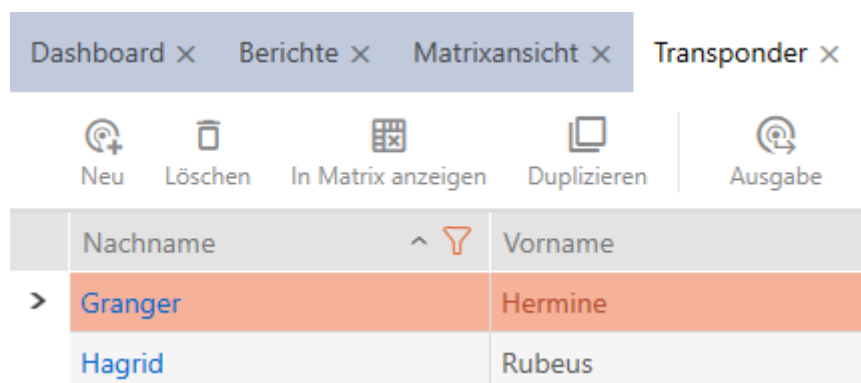 Dashboard × Berichte × Matrixansicht × Transponder ×
Neu Löschen In Matrix anzeigen Duplizieren Ausgabe
Nachname Vorname
Granger Hermine
Hagrid Rubeus